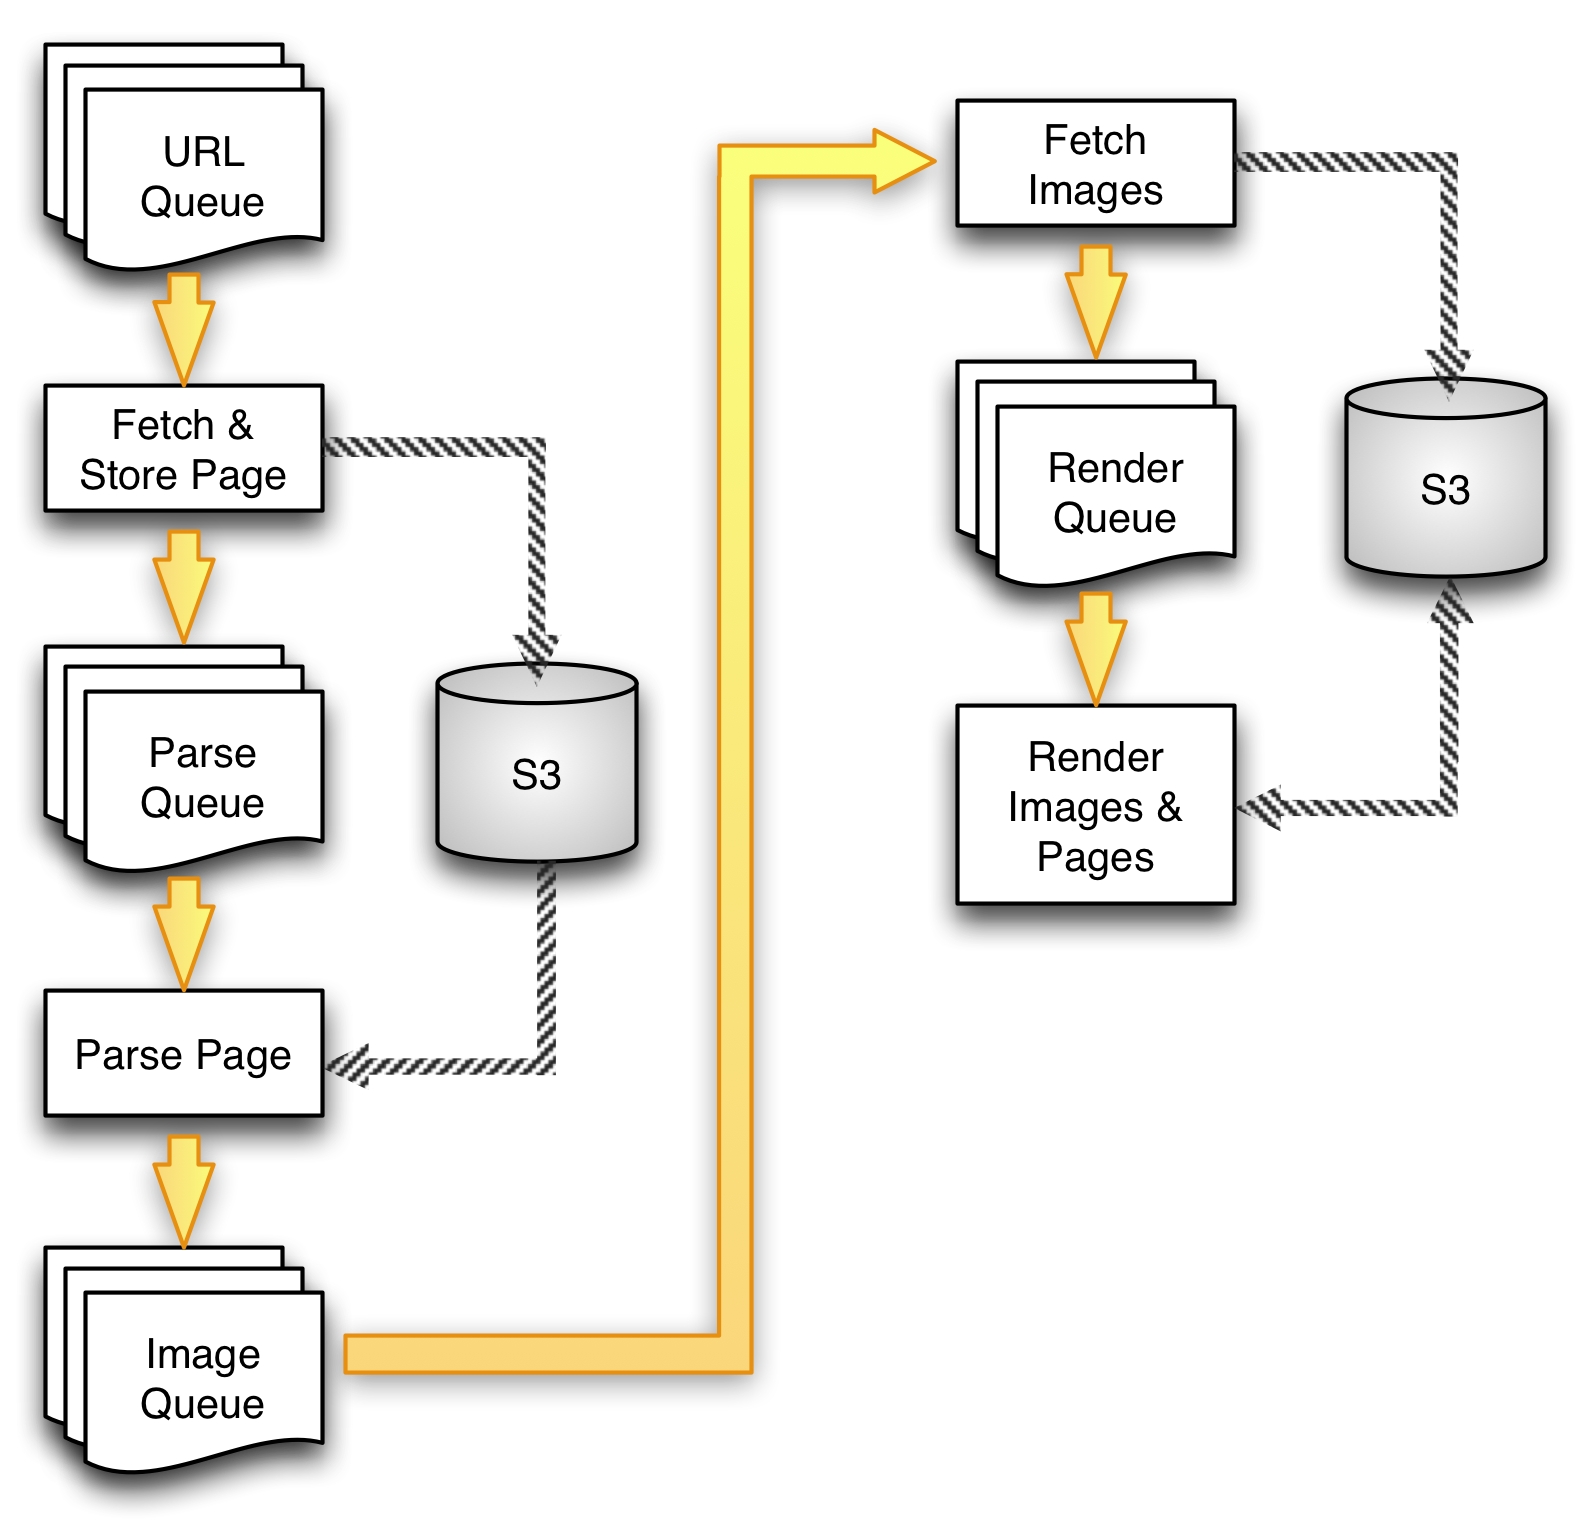 URL
Queue
Fetch &
Store Page
Parse
Queue
S3
Parse Page
Image
Queue
Fetch
Images
Render
Queue
S3
Render
Images &
Pages